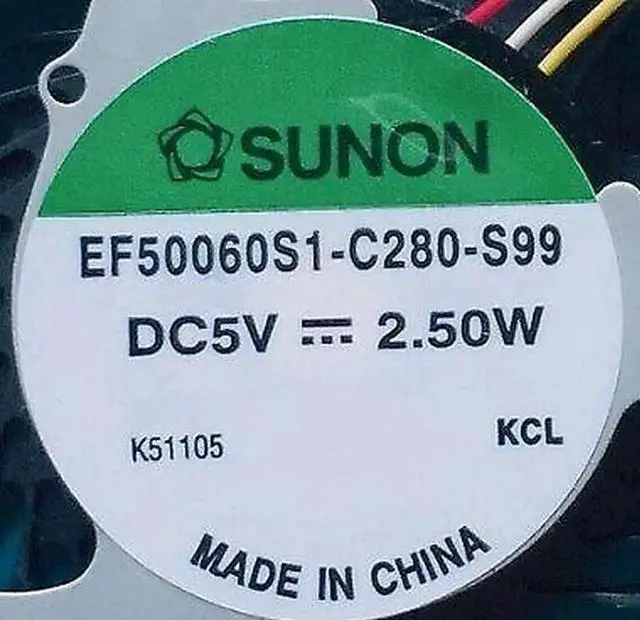 SUNON
EF50060S1-C280-S99
DC5V ⎓ 2.50W
K51105
KCL
MADE IN CHINA